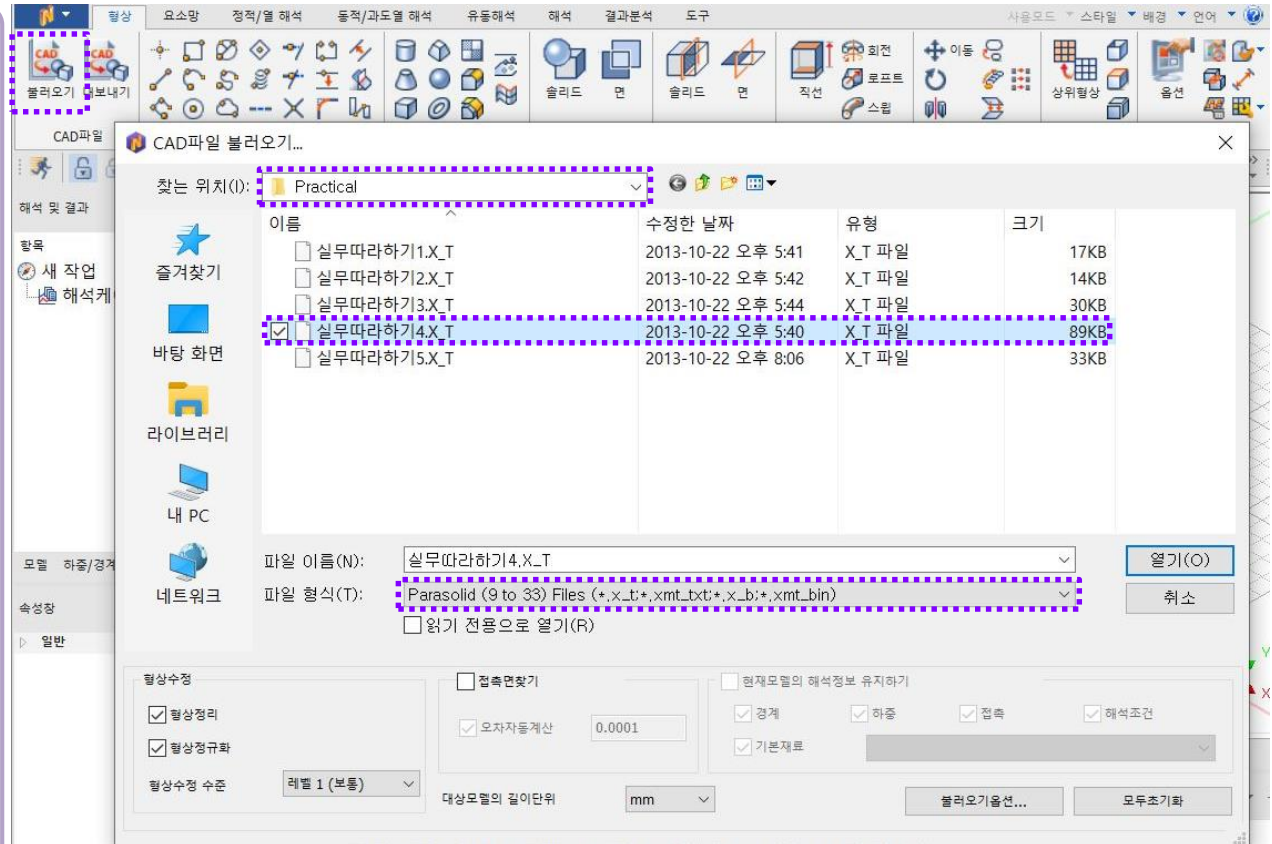 형상 요소망 정적/열 해석 동적/과도열 해석 유동해석 해석 결과분석 도구 사용모드 스타일 배경 언어
CAD CAD
불러오기 내보내기
CAD파일
솔리드 면 솔리드 면 직선 회전 로프트 스윕 이동 상위형상 옵션
CAD파일 불러오기...
찾는 위치(I): Practical
해석 및 결과
항목
새 작업
해석케
이름 수정한 날짜 유형 크기
실무따라하기1.X_T 2013-10-22 오후 5:41 X_T 파일 17KB
실무따라하기2.X_T 2013-10-22 오후 5:42 X_T 파일 14KB
실무따라하기3.X_T 2013-10-22 오후 5:44 X_T 파일 30KB
실무따라하기4.X_T 2013-10-22 오후 5:40 X_T 파일 89KB
실무따라하기5.X_T 2013-10-22 오후 8:06 X_T 파일 33KB
즐겨찾기
바탕 화면
라이브러리
내 PC
네트워크
모델 하중/경계
속성창
일반
파일 이름(N): 실무따라하기4.X_T 열기(O)
파일 형식(T): Parasolid (9 to 33) Files (*.x_t;*.xmt_txt;*.x_b;*.xmt_bin) 취소
읽기 전용으로 열기(R)
형상수정 접촉면찾기 현재모델의 해석정보 유지하기
형상정리 오차자동계산 0.0001 경계 하중 접촉 해석조건
형상정규화 기본재료
형상수정 수준 레벨 1 (보통) 대상모델의 길이단위 mm 불러오기옵션... 모두초기화
Y
X